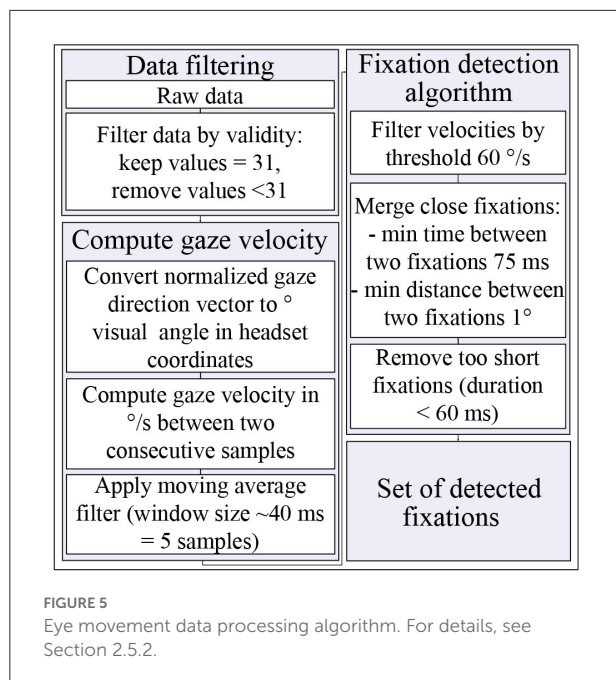 Data filtering
Raw data
Filter data by validity:
keep values = 31,
remove values <31
Compute gaze velocity
Convert normalized gaze
direction vector to °
visual angle in headset
coordinates
Compute gaze velocity in
°/s between two
consecutive samples
Apply moving average
filter (window size ~40 ms
= 5 samples)
Fixation detection
algorithm
Filter velocities by
threshold 60 °/s
Merge close fixations:
- min time between
two fixations 75 ms
- min distance between
two fixations 1°
Remove too short
fixations (duration
< 60 ms)
Set of detected
fixations
FIGURE 5
Eye movement data processing algorithm. For details, see
Section 2.5.2.